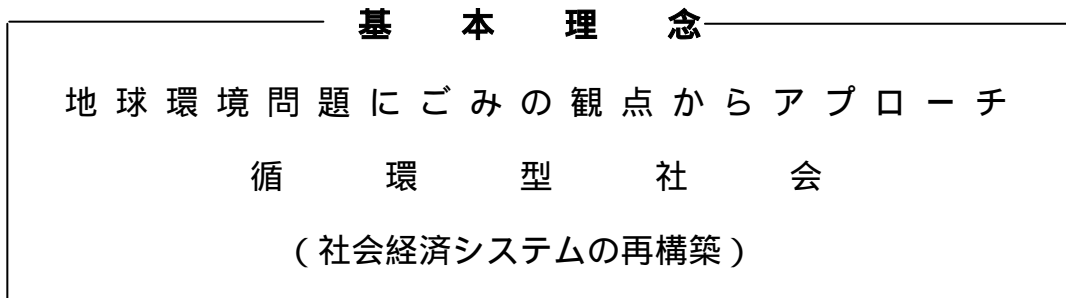 基本理念
地球環境問題にごみの観点からアプローチ
循環型社会
(社会経済システムの再構築)